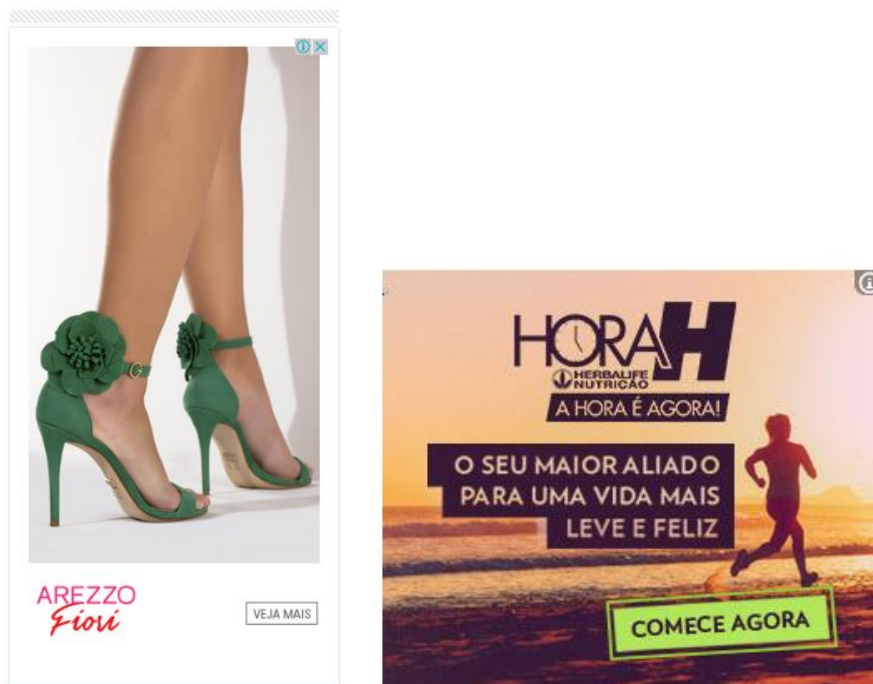 AREZZO
Fiori
VEJA MAIS
HORA H
HERBALIFE
NUTRIÇÃO
A HORA É AGORA!
O SEU MAIOR ALIADO
PARA UMA VIDA MAIS
LEVE E FELIZ
COMECE AGORA